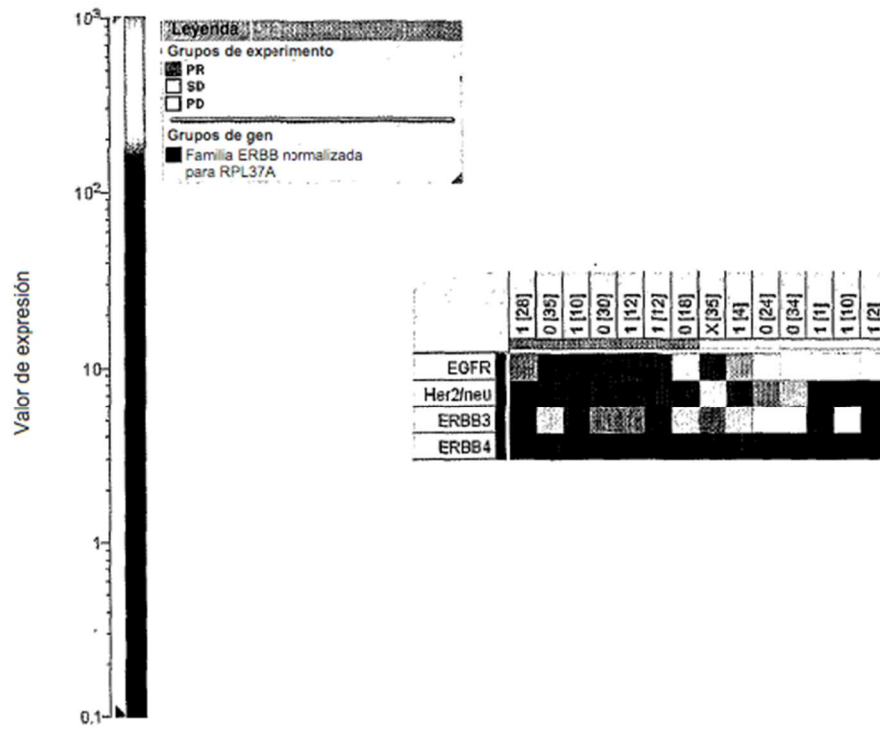 Valor de expresión
10³
10²
10
1
0,1
Leyenda
Grupos de experimento
PR
SD
PD
Grupos de gen
Familia ERBB normalizada
para RPL37A
1 [28]
0 [35]
1 [10]
0 [30]
1 [12]
1 [12]
0 [18]
X[35]
1 [4]
0 [24]
0 [34]
1 [1]
1 [10]
1 [2]
EGFR
Her2/neu
ERBB3
ERBB4